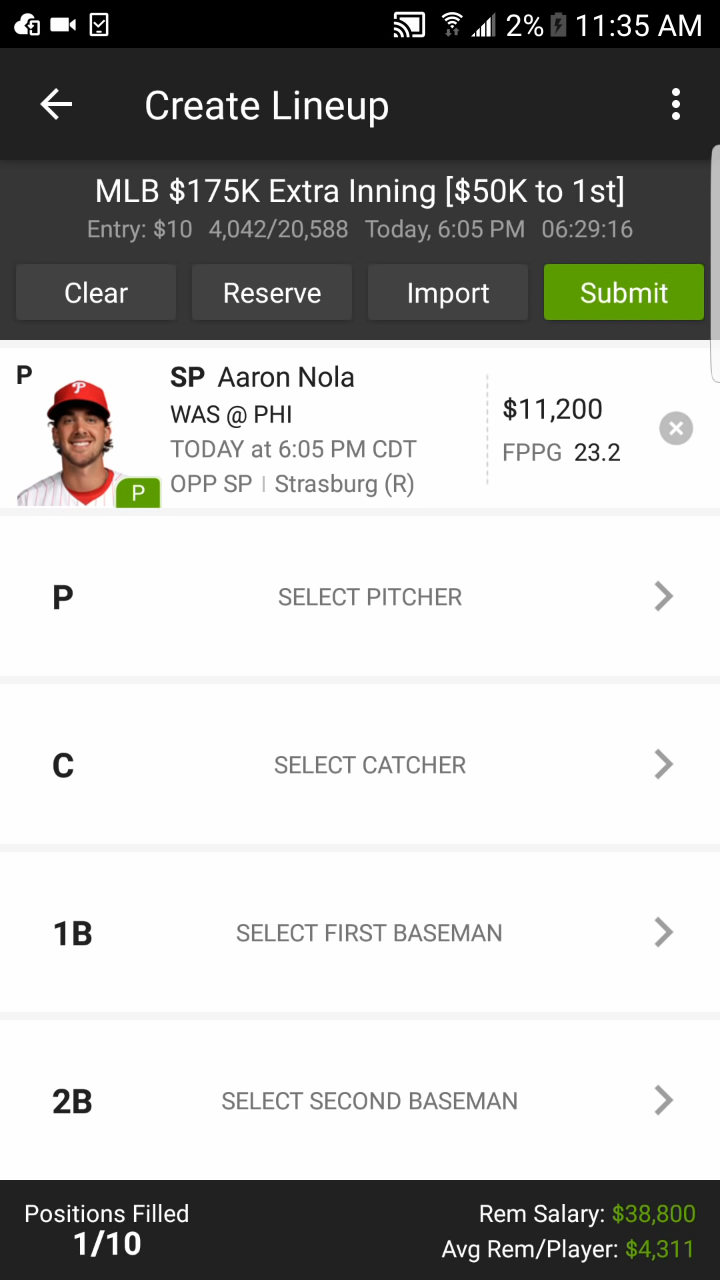 2% 11:35 AM
Create Lineup
MLB $175K Extra Inning [$50K to 1st]
Entry: $10 4,042/20,588 Today, 6:05 PM 06:29:16
Clear Reserve Import Submit
P SP Aaron Nola
WAS @ PHI
$11,200
TODAY at 6:05 PM CDT
FPPG 23.2
P OPP SP | Strasburg (R)
P SELECT PITCHER
C SELECT CATCHER
1B SELECT FIRST BASEMAN
2B SELECT SECOND BASEMAN
Positions Filled Rem Salary: $38,800
1/10 Avg Rem/Player: $4,311